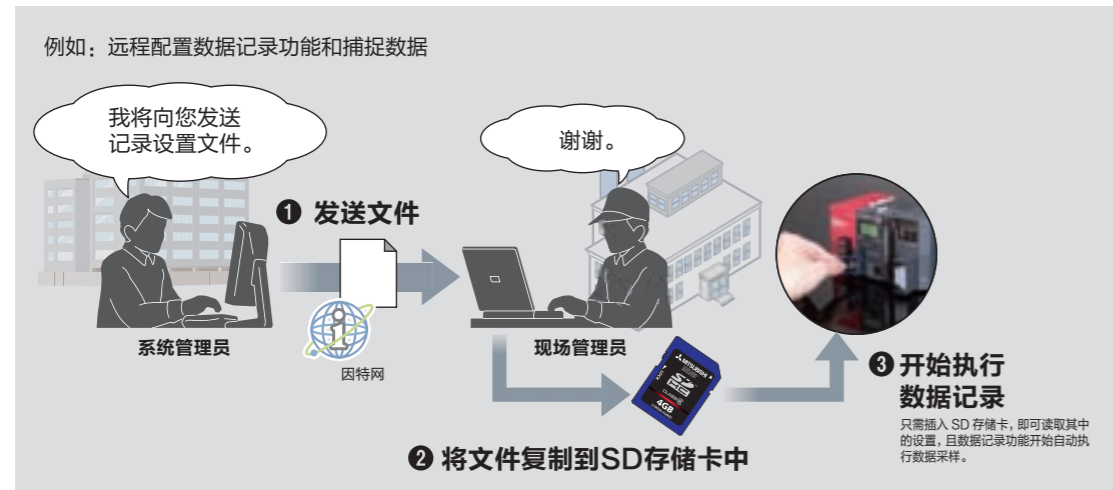 例如：远程配置数据记录功能和捕捉数据
我将向您发送
记录设置文件。
谢谢。
❶ 发送文件
系统管理员
因特网
现场管理员
MITSUBISHI
SD
HC
CLASS
4GB
❷ 将文件复制到SD存储卡中
❸ 开始执行
数据记录
只需插入 SD 存储卡，即可读取其中
的设置，且数据记录功能开始自动执
行数据采样。